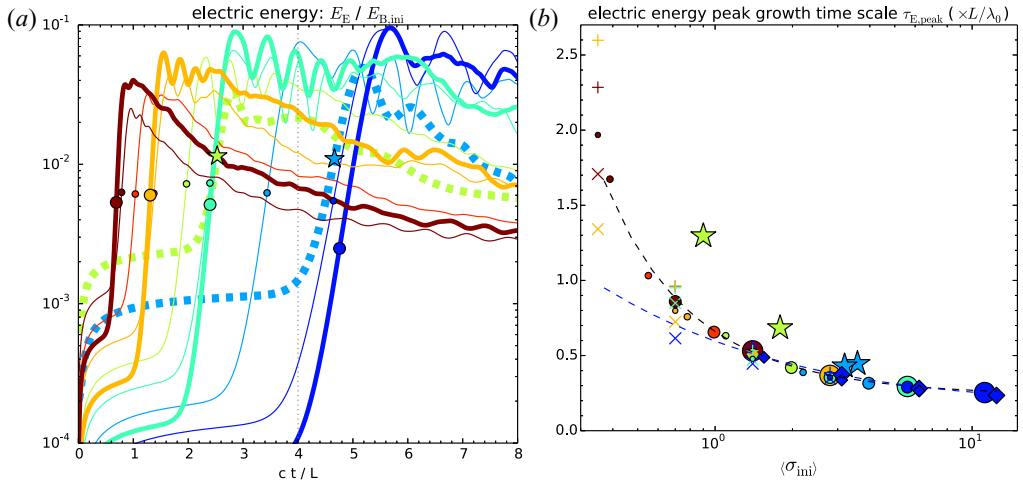 (a)
electric energy: E_E / E_B,ini
10^-1
10^-2
10^-3
10^-4
0 1 2 3 4 5 6 7 8
c t / L
(b)
electric energy peak growth time scale τ_E,peak (×L/λ_0)
2.5
2.0
1.5
1.0
0.5
0.0
10^0 10^1
⟨σ_ini⟩